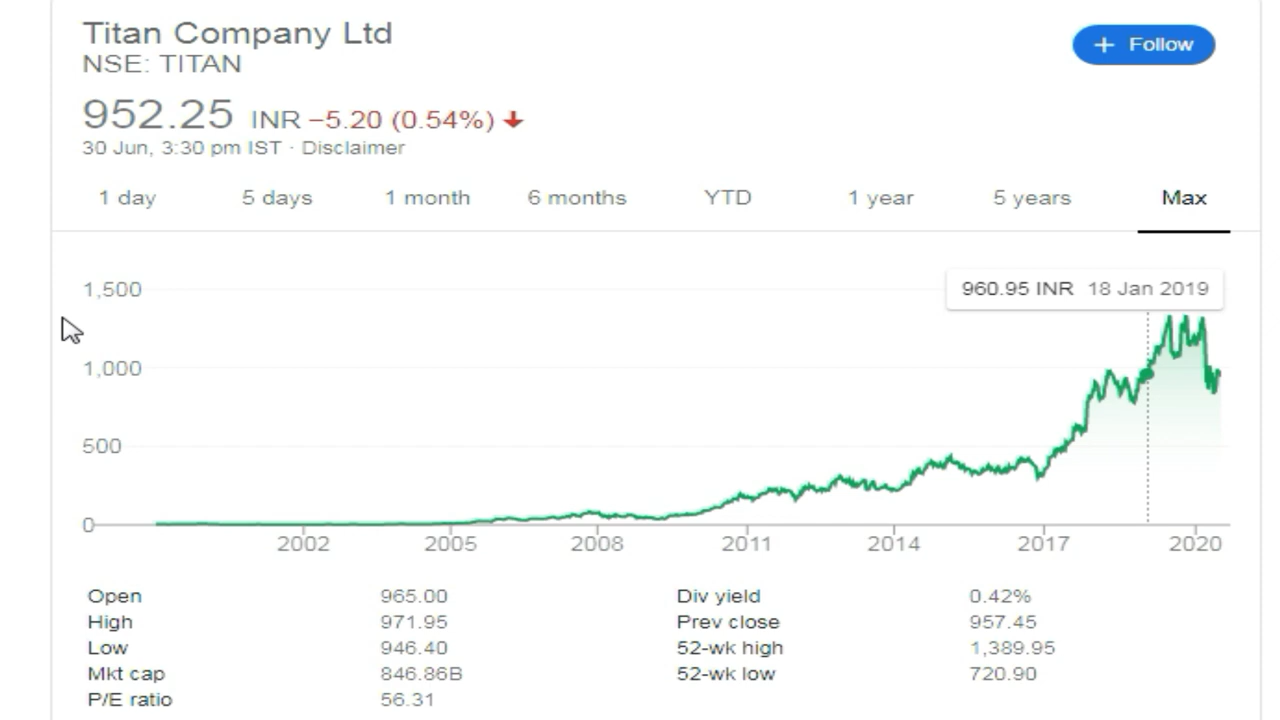 Titan Company Ltd
NSE: TITAN
+ Follow
952.25 INR −5.20 (0.54%)
30 Jun, 3:30 pm IST · Disclaimer
1 day 5 days 1 month 6 months YTD 1 year 5 years Max
960.95 INR 18 Jan 2019
1,500
1,000
500
0
2002 2005 2008 2011 2014 2017 2020
Open 965.00 Div yield 0.42%
High 971.95 Prev close 957.45
Low 946.40 52-wk high 1,389.95
Mkt cap 846.86B 52-wk low 720.90
P/E ratio 56.31